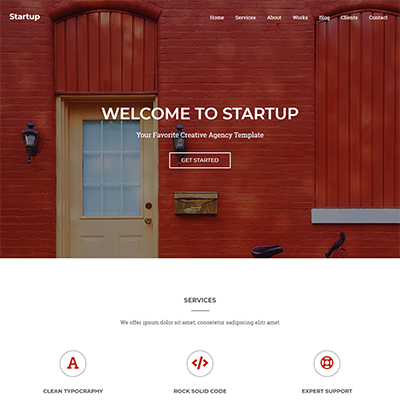 Startup
Home Services About Works Blog Clients Contact
WELCOME TO STARTUP
Your Favorite Creative Agency Template
GET STARTED
SERVICES
We offer ipsum dolor sit amet, consetetur sadipscing elitr amet
A
CLEAN TYPOGRAPHY ROCK SOLID CODE EXPERT SUPPORT